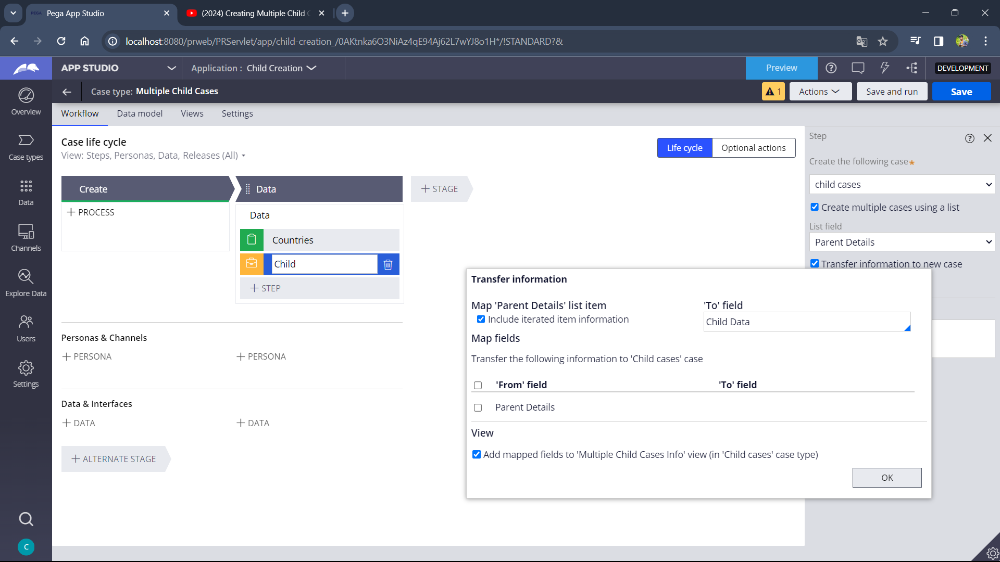 PEGA Pega App Studio
(2024) Creating Multiple Child C
localhost:8080/prweb/PRServlet/app/child-creation_/0AKtnka6O3NiAz4qE94Aj62L7wYJ8o1H*/!STANDARD?&
APP STUDIO
Application : Child Creation
Preview
DEVELOPMENT
Case type: Multiple Child Cases
1
Actions
Save and run
Save
Overview
Case types
Data
Channels
Explore Data
Users
Settings
C
Workflow
Data model
Views
Settings
Case life cycle
View: Steps, Personas, Data, Releases (All)
Life cycle
Optional actions
Create
Data
+ STAGE
+ PROCESS
Data
Countries
Child
+ STEP
Personas & Channels
+ PERSONA
+ PERSONA
Data & Interfaces
+ DATA
+ DATA
+ ALTERNATE STAGE
Step
Create the following case*
child cases
Create multiple cases using a list
List field
Parent Details
Transfer information to new case
Transfer information
Map 'Parent Details' list item
'To' field
Include iterated item information
Child Data
Map fields
Transfer the following information to 'Child cases' case
'From' field
'To' field
Parent Details
View
Add mapped fields to 'Multiple Child Cases Info' view (in 'Child cases' case type)
OK